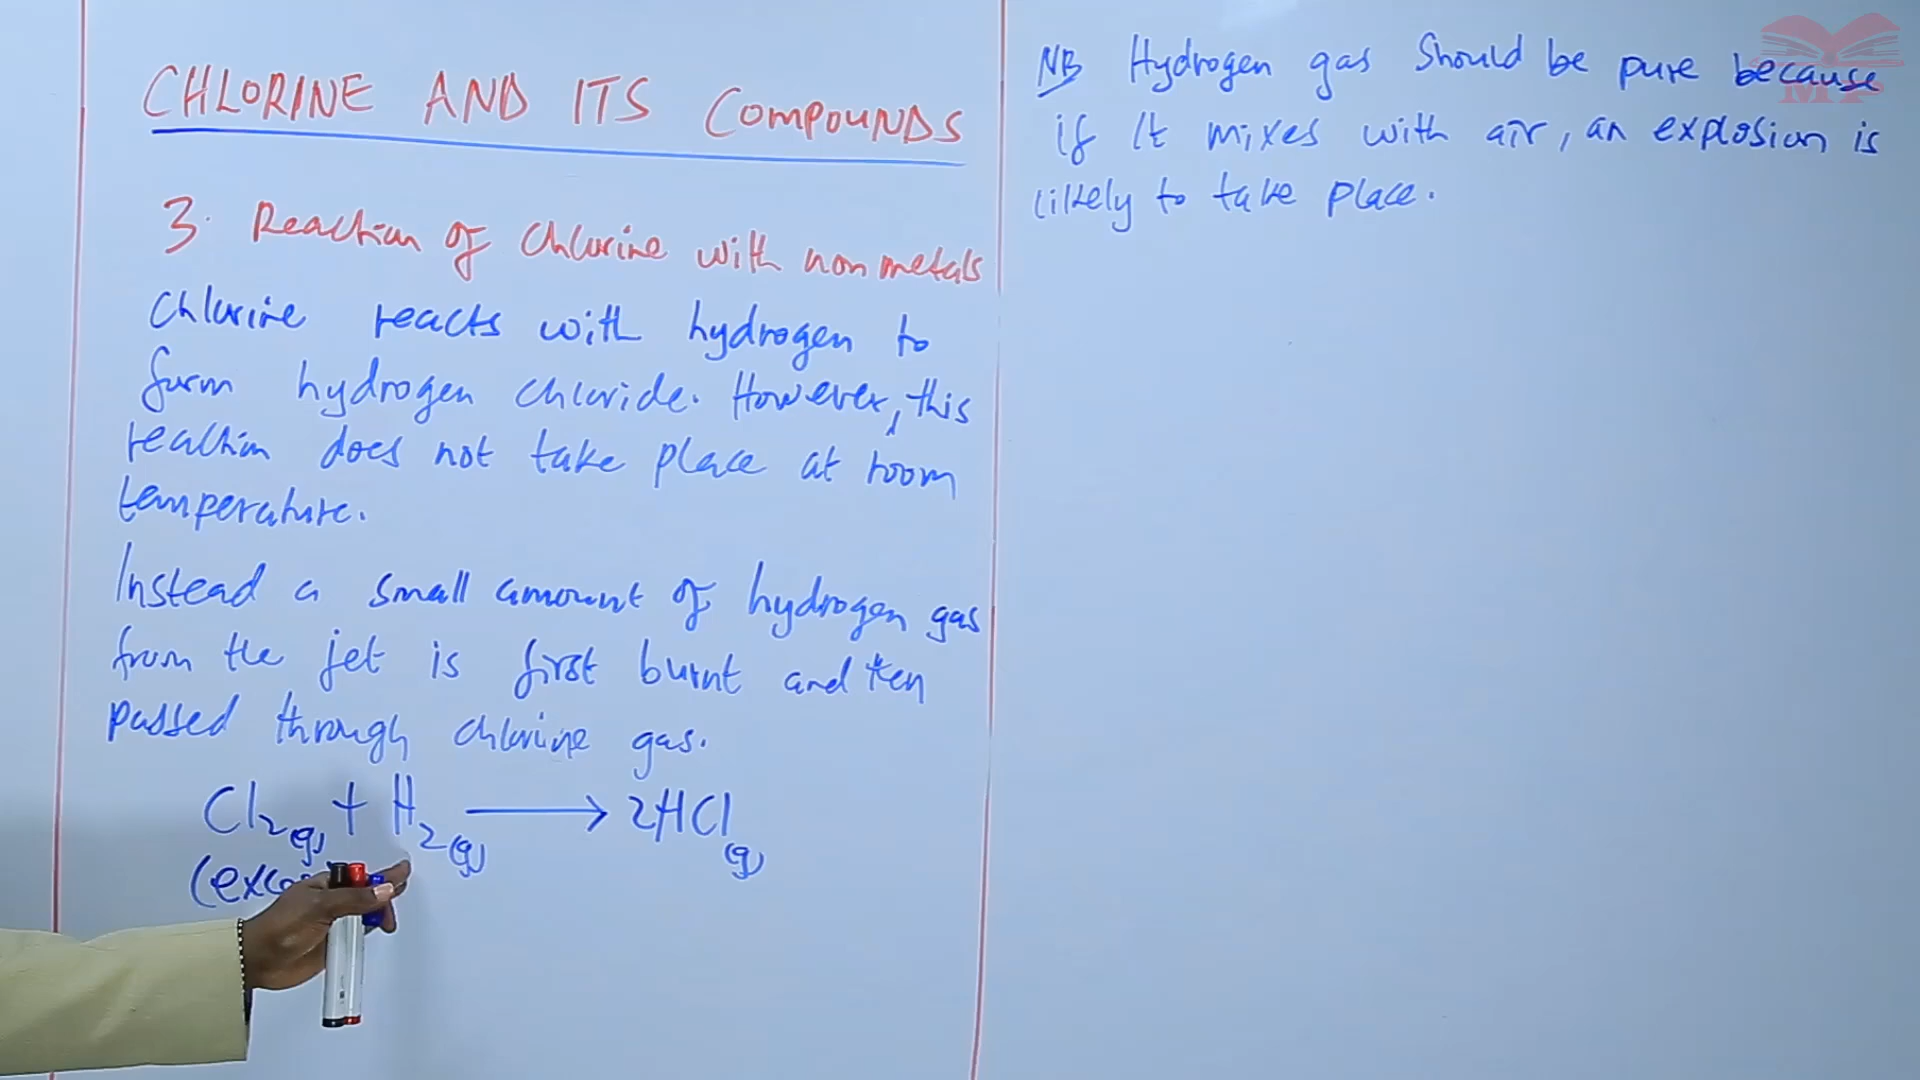 CHLORINE AND ITS COMPOUNDS
3. Reaction of Chlorine with non metals
Chlorine reacts with hydrogen to
form hydrogen chloride. However, this
reaction does not take place at room
temperature.
Instead a small amount of hydrogen gas
from the jet is first burnt and then
passed through chlorine gas.
Cl₂(g) + H₂(g) → 2HCl(g)
NB Hydrogen gas should be pure because
if it mixes with air, an explosion is
likely to take place.